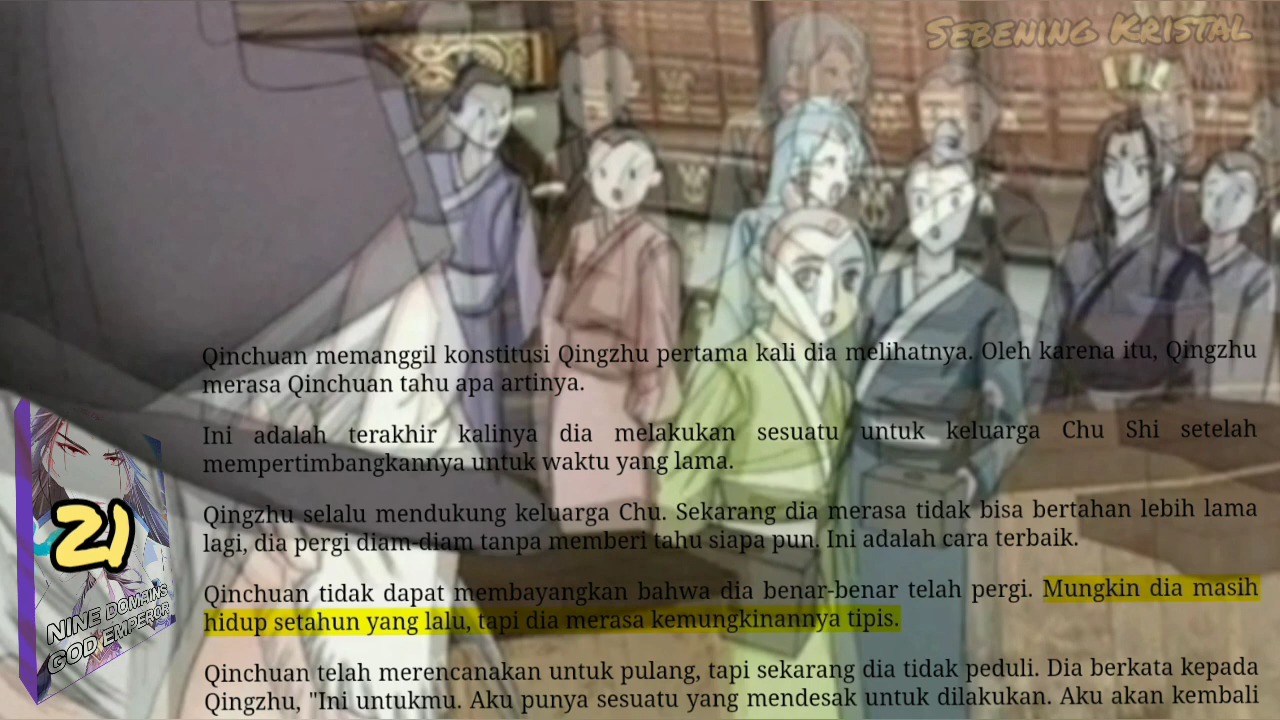 SEBENING KRISTAL
Qinchuan memanggil konstitusi Qingzhu pertama kali dia melihatnya. Oleh karena itu, Qingzhu
merasa Qinchuan tahu apa artinya.
Ini adalah terakhir kalinya dia melakukan sesuatu untuk keluarga Chu Shi setelah
mempertimbangkannya untuk waktu yang lama.
Qingzhu selalu mendukung keluarga Chu. Sekarang dia merasa tidak bisa bertahan lebih lama
lagi, dia pergi diam-diam tanpa memberi tahu siapa pun. Ini adalah cara terbaik.
Qinchuan tidak dapat membayangkan bahwa dia benar-benar telah pergi. Mungkin dia masih
hidup setahun yang lalu, tapi dia merasa kemungkinannya tipis.
Qinchuan telah merencanakan untuk pulang, tapi sekarang dia tidak peduli. Dia berkata kepada
Qingzhu, "Ini untukmu. Aku punya sesuatu yang mendesak untuk dilakukan. Aku akan kembali
21
NINE DOMAINS
GOD EMPEROR